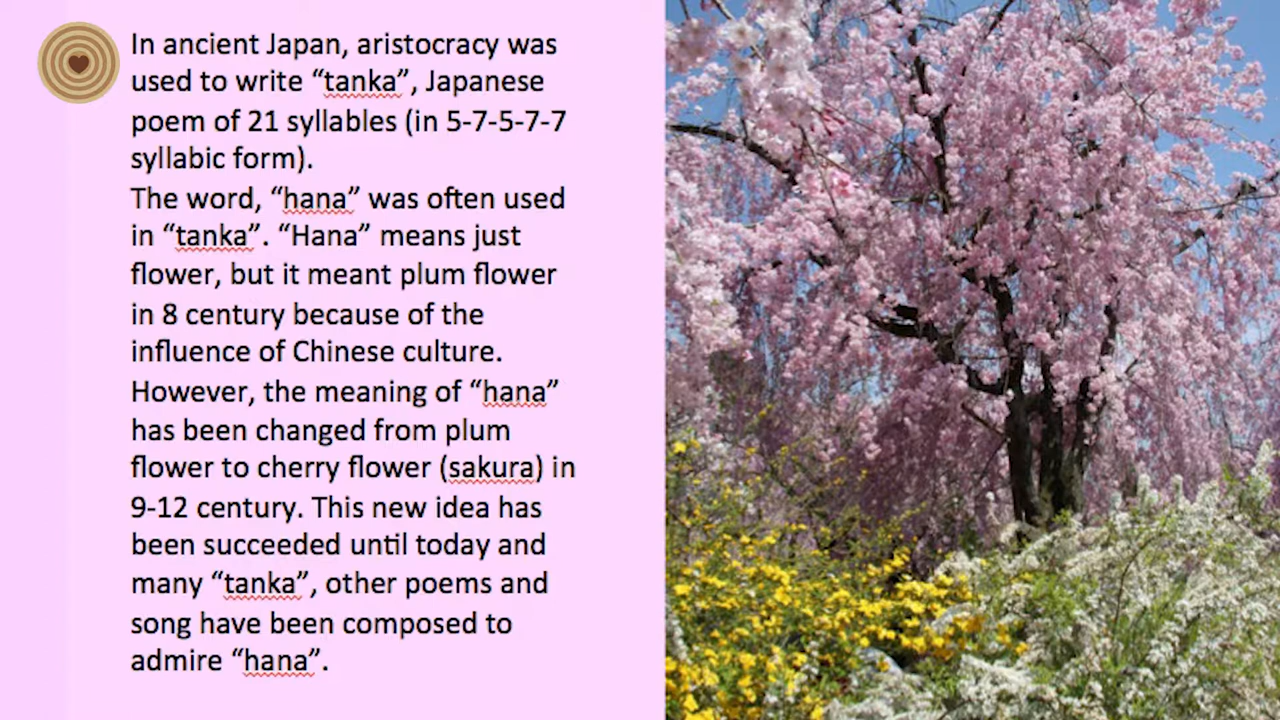 In ancient Japan, aristocracy was
used to write “tanka”, Japanese
poem of 21 syllables (in 5-7-5-7-7
syllabic form).
The word, “hana” was often used
in “tanka”. “Hana” means just
flower, but it meant plum flower
in 8 century because of the
influence of Chinese culture.
However, the meaning of “hana”
has been changed from plum
flower to cherry flower (sakura) in
9-12 century. This new idea has
been succeeded until today and
many “tanka”, other poems and
song have been composed to
admire “hana”.